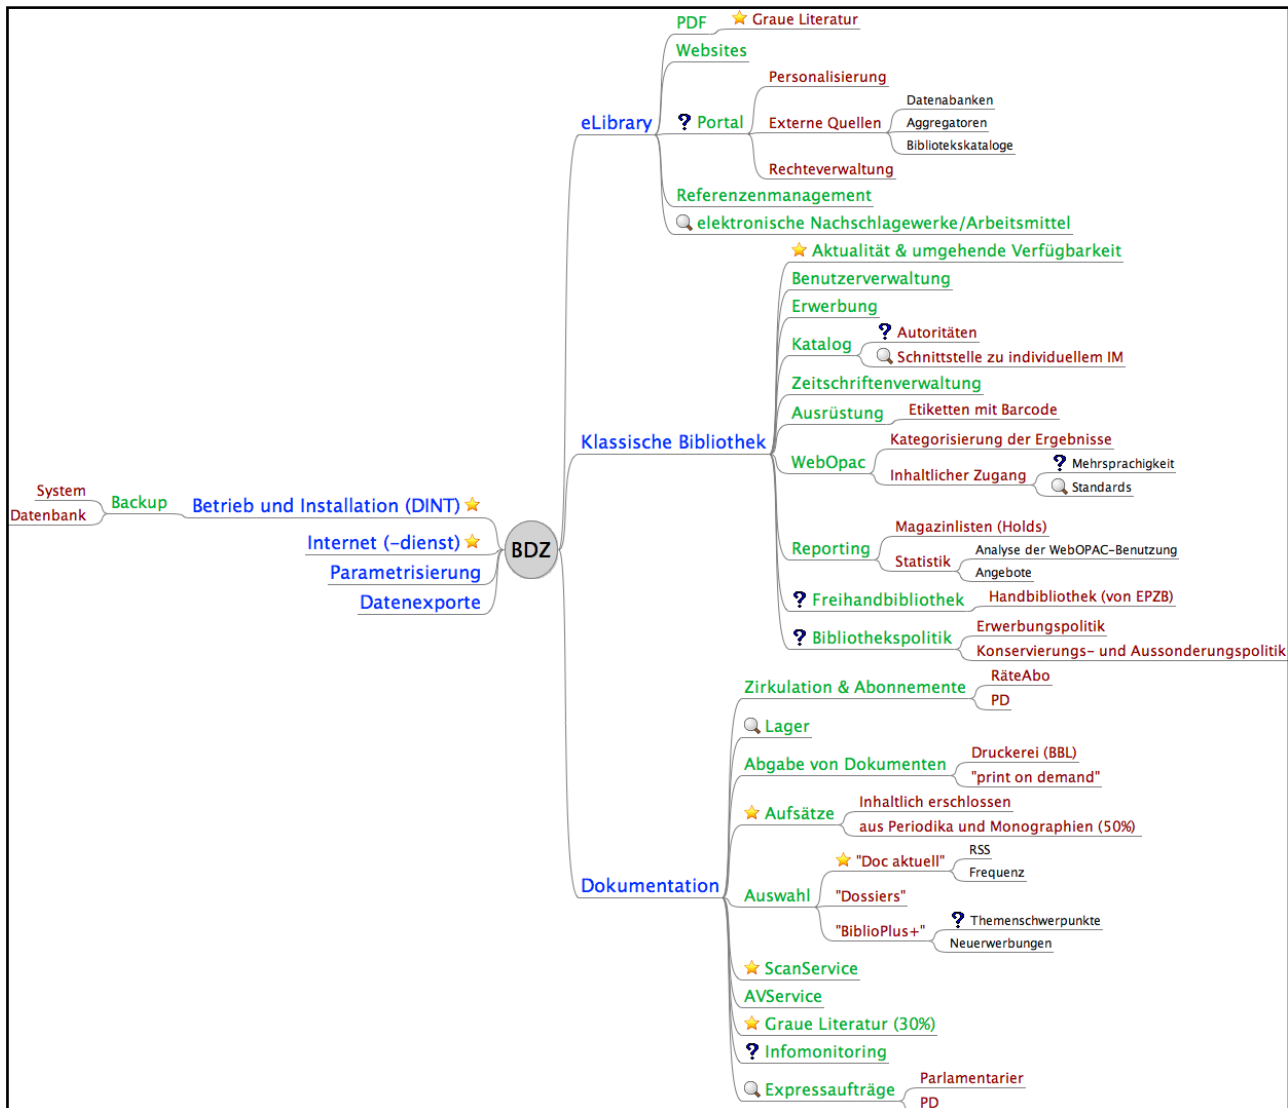 PDF
Graue Literatur
Websites
Personalisierung
eLibrary
Portal
Externe Quellen
Datenabanken
Aggregatoren
Bibliotekskataloge
Rechteverwaltung
Referenzenmanagement
elektronische Nachschlagewerke/Arbeitsmittel
Aktualität & umgehende Verfügbarkeit
Benutzerverwaltung
Erwerbung
Katalog
? Autoritäten
Schnittstelle zu individuellem IM
Zeitschriftenverwaltung
Ausrüstung
Etiketten mit Barcode
Klassische Bibliothek
WebOpac
Kategorisierung der Ergebnisse
Inhaltlicher Zugang
? Mehrsprachigkeit
Standards
Reporting
Magazinlisten (Holds)
Statistik
Analyse der WebOPAC-Benutzung
Angebote
? Freihandbibliothek
Handbibliothek (von EPZB)
? Bibliothekspolitik
Erwerbungspolitik
Konservierungs- und Aussonderungspolitik
System
Datenbank
Backup
Betrieb und Installation (DINT)
Internet (-dienst)
Parametrisierung
Datenexporte
BDZ
Zirkulation & Abonnemente
RäteAbo
PD
Lager
Abgabe von Dokumenten
Druckerei (BBL)
"print on demand"
Aufsätze
Inhaltlich erschlossen
aus Periodika und Monographien (50%)
Dokumentation
Auswahl
"Doc aktuell"
RSS
Frequenz
"Dossiers"
"BiblioPlus+"
? Themenschwerpunkte
Neuerwerbungen
ScanService
AVService
Graue Literatur (30%)
? Infomonitoring
Expressaufträge
Parlamentarier
PD